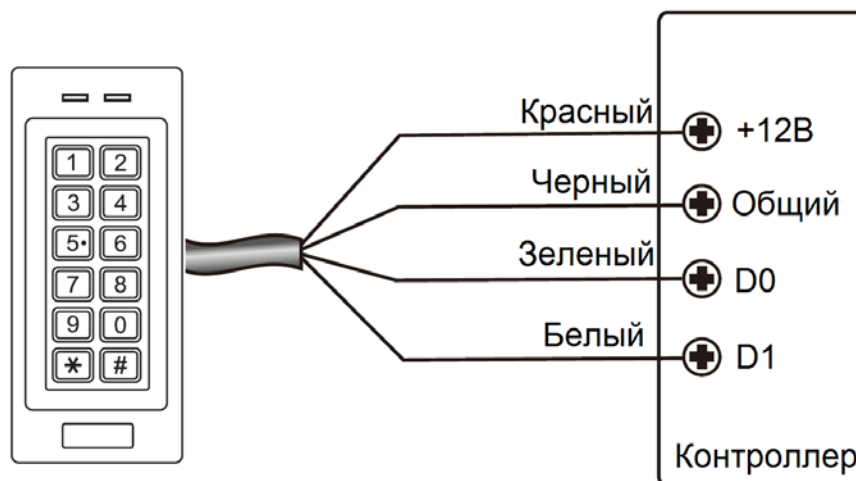 Красный
+12В
Черный
Общий
Зеленый
D0
Белый
D1
Контроллер
1 2
3 4
5• 6
7 8
9 0
* #